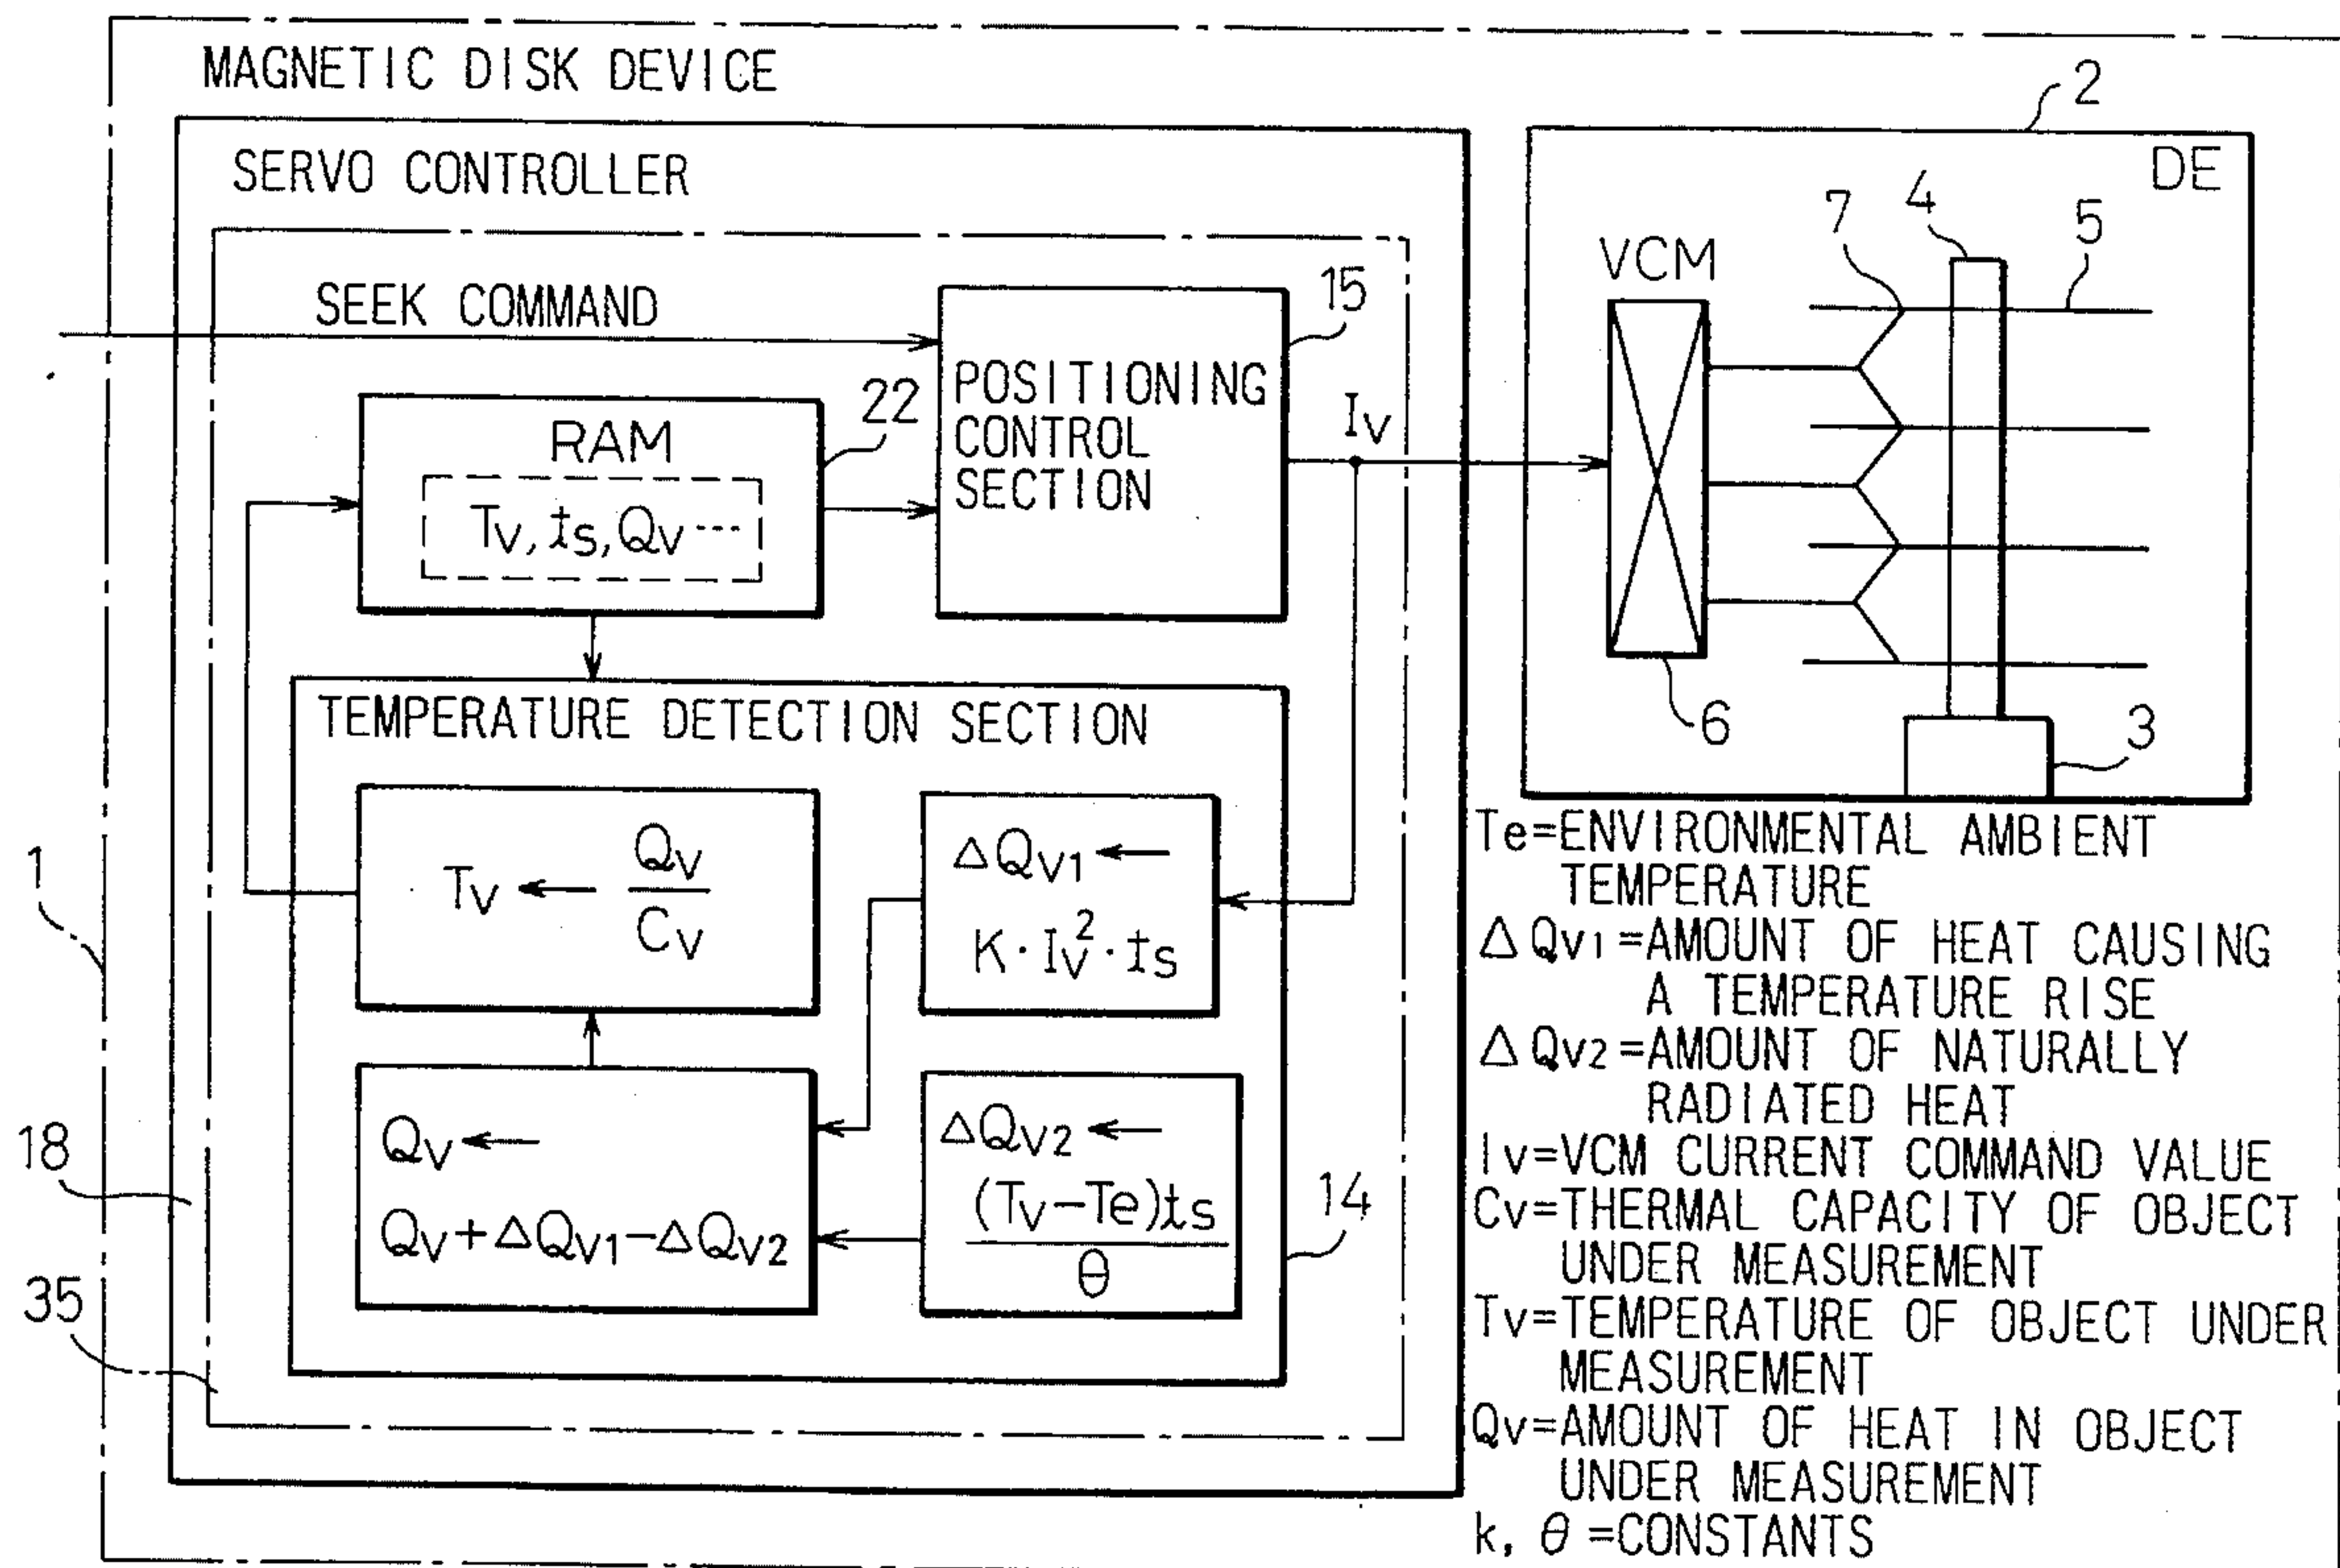 MAGNETIC DISK DEVICE
2
SERVO CONTROLLER
DE
7
4
5
VCM
SEEK COMMAND
15
POSITIONING
CONTROL
SECTION
22
RAM
Tv, ts, Qv ----
Iv
6
3
TEMPERATURE DETECTION SECTION
Tv ← Qv / Cv
ΔQv1 ←
K · Iv² · ts
Qv ←
Qv + ΔQv1 − ΔQv2
ΔQv2 ←
(Tv − Te)ts / θ
14
1
18
35
Te=ENVIRONMENTAL AMBIENT
TEMPERATURE
ΔQv1=AMOUNT OF HEAT CAUSING
A TEMPERATURE RISE
ΔQv2=AMOUNT OF NATURALLY
RADIATED HEAT
Iv=VCM CURRENT COMMAND VALUE
Cv=THERMAL CAPACITY OF OBJECT
UNDER MEASUREMENT
Tv=TEMPERATURE OF OBJECT UNDER
MEASUREMENT
Qv=AMOUNT OF HEAT IN OBJECT
UNDER MEASUREMENT
k, θ=CONSTANTS